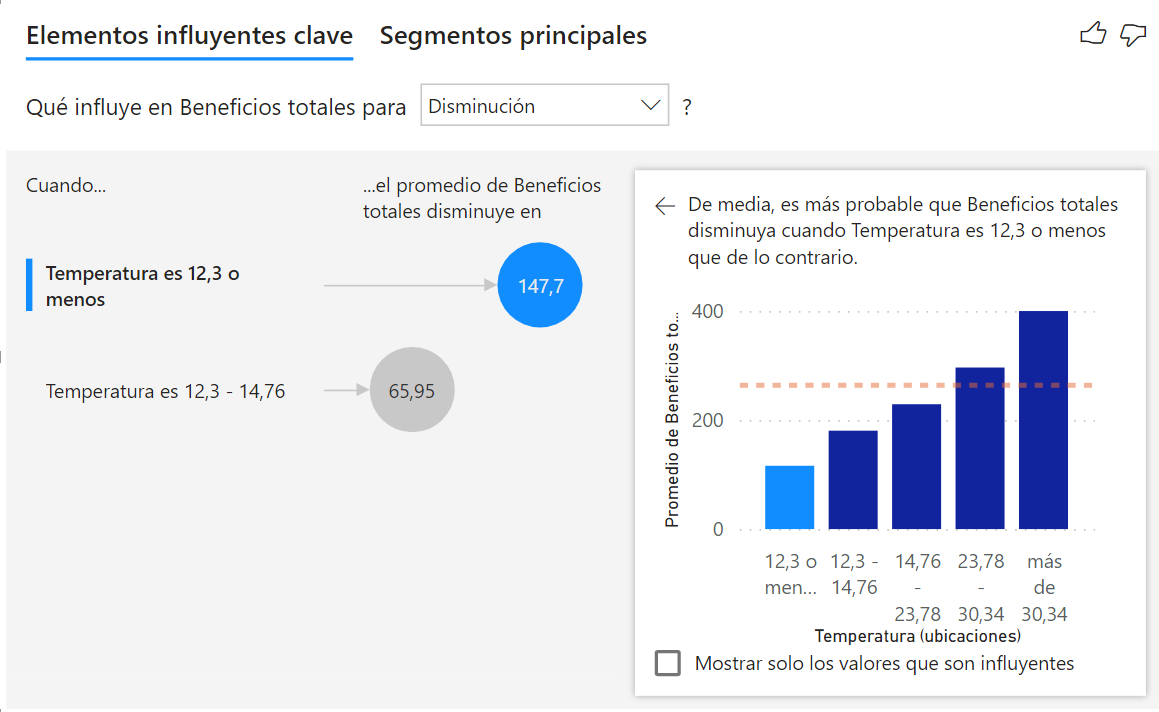 Elementos influyentes clave
Segmentos principales
Qué influye en Beneficios totales para
Disminución
?
Cuando...
...el promedio de Beneficios
totales disminuye en
Temperatura es 12,3 o
menos
147,7
Temperatura es 12,3 - 14,76
65,95
De media, es más probable que Beneficios totales
disminuya cuando Temperatura es 12,3 o menos
que de lo contrario.
Promedio de Beneficios to...
400
200
0
12,3 o
men...
12,3 -
14,76
14,76
-
23,78
23,78
-
30,34
más
de
30,34
Temperatura (ubicaciones)
Mostrar solo los valores que son influyentes